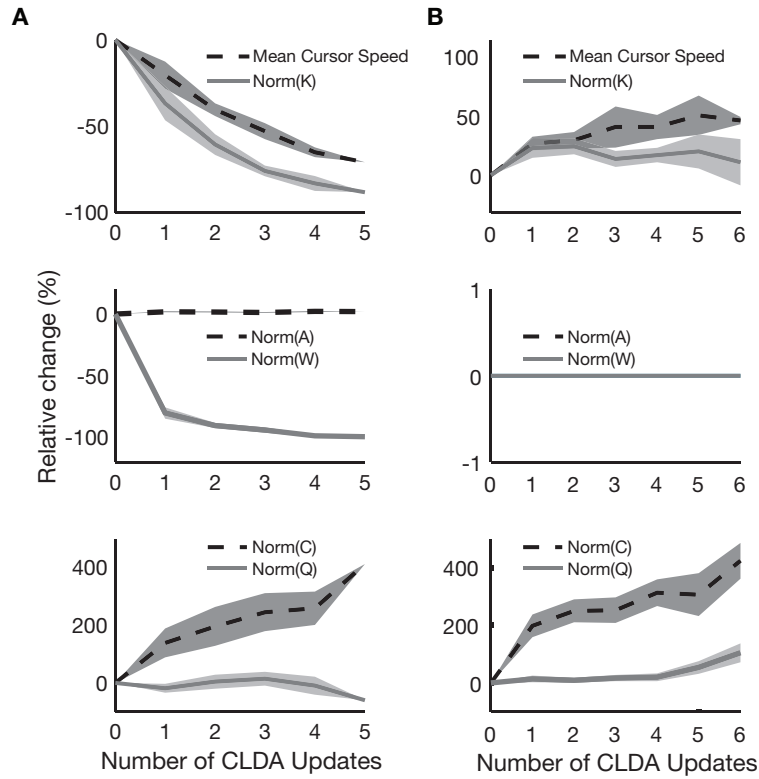 A
0
-50
-100
0 1 2 3 4 5
Mean Cursor Speed
Norm(K)
0
-50
-100
0 1 2 3 4 5
Norm(A)
Norm(W)
400
200
0
0 1 2 3 4 5
Norm(C)
Norm(Q)
Relative change (%)
Number of CLDA Updates
B
100
50
0
0 1 2 3 4 5 6
Mean Cursor Speed
Norm(K)
1
0
-1
0 1 2 3 4 5 6
Norm(A)
Norm(W)
400
200
0
0 1 2 3 4 5 6
Norm(C)
Norm(Q)
Number of CLDA Updates